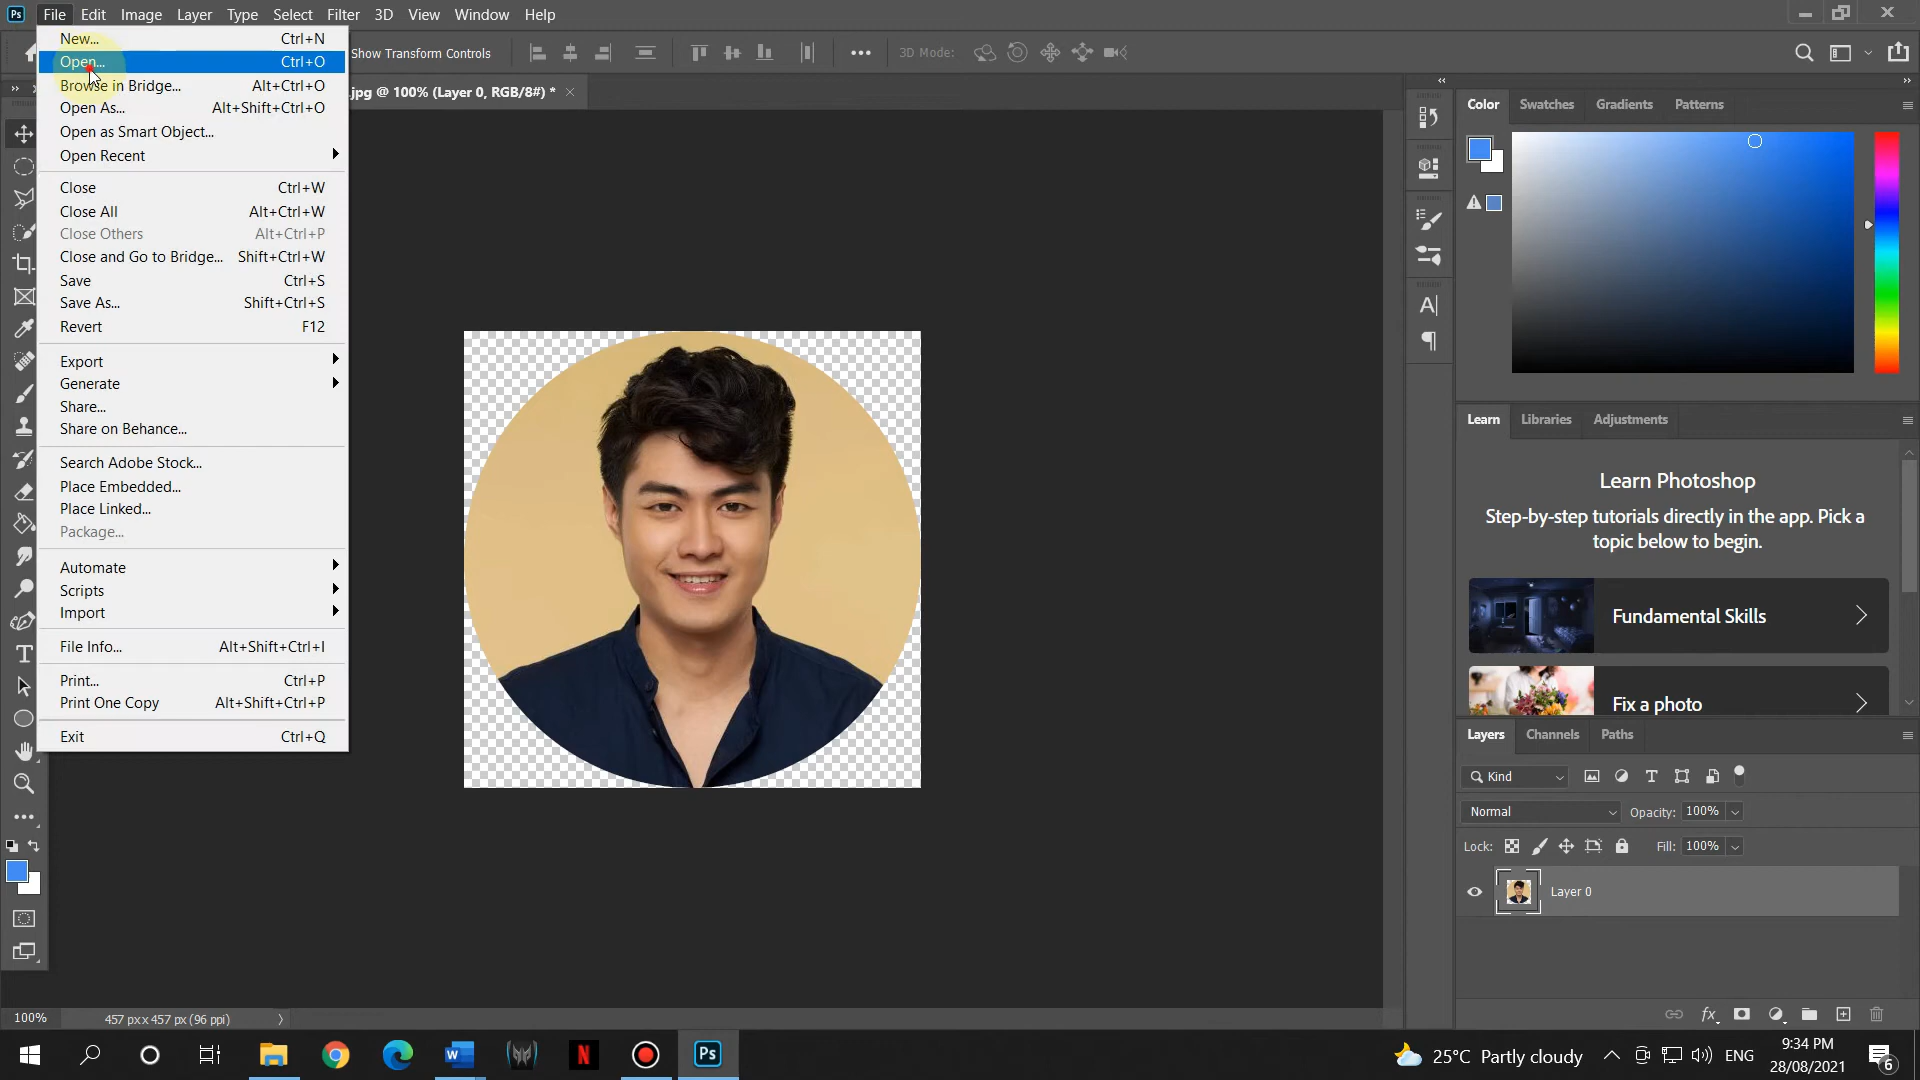 Ps File Edit Image Layer Type Select Filter 3D View Window Help
Show Transform Controls 3D Mode:
.jpg @ 100% (Layer 0, RGB/8#) *
New... Ctrl+N
Open... Ctrl+O
Browse in Bridge... Alt+Ctrl+O
Open As... Alt+Shift+Ctrl+O
Open as Smart Object...
Open Recent
Close Ctrl+W
Close All Alt+Ctrl+W
Close Others Alt+Ctrl+P
Close and Go to Bridge... Shift+Ctrl+W
Save Ctrl+S
Save As... Shift+Ctrl+S
Revert F12
Export
Generate
Share...
Share on Behance...
Search Adobe Stock...
Place Embedded...
Place Linked...
Package...
Automate
Scripts
Import
File Info... Alt+Shift+Ctrl+I
Print... Ctrl+P
Print One Copy Alt+Shift+Ctrl+P
Exit Ctrl+Q
Color Swatches Gradients Patterns
Learn Libraries Adjustments
Learn Photoshop
Step-by-step tutorials directly in the app. Pick a
topic below to begin.
Fundamental Skills
Fix a photo
Layers Channels Paths
Kind
Normal Opacity: 100%
Lock: Fill: 100%
Layer 0
100% 457 px x 457 px (96 ppi)
25°C Partly cloudy ENG
9:34 PM
28/08/2021
6